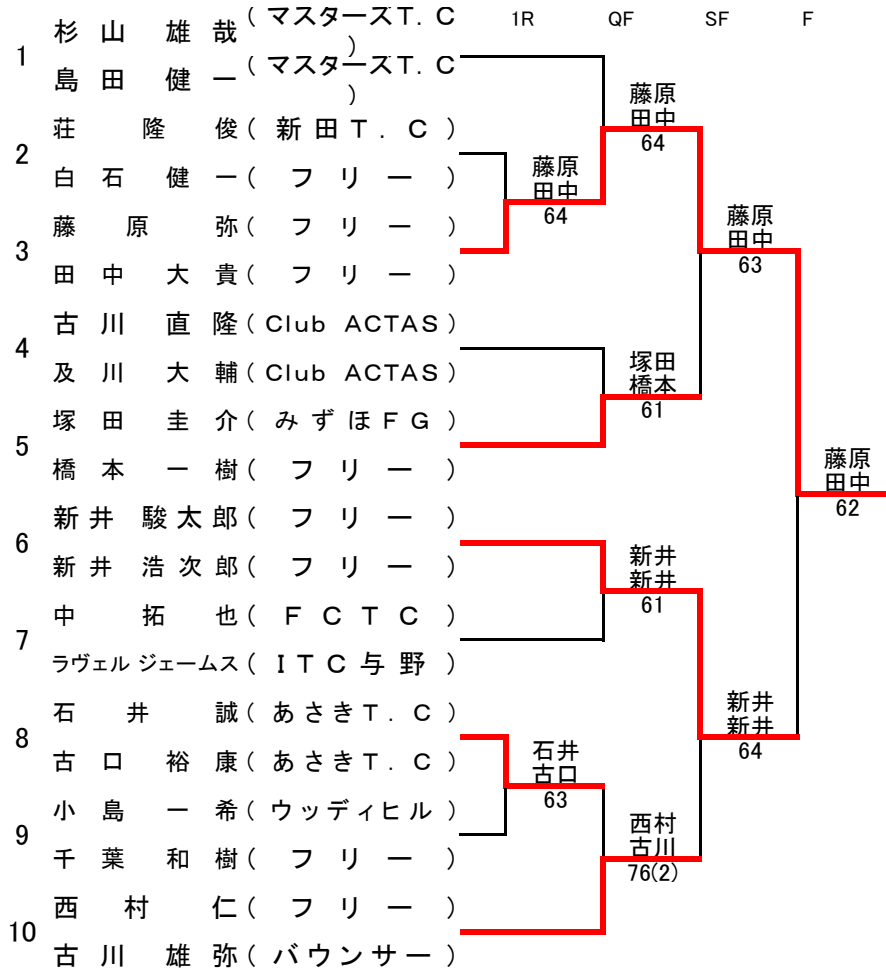 1R QF SF F
1
杉山 雄哉 (マスターズT.C)
島田 健一 (マスターズT.C)
2
荘 隆俊 (新田T.C)
白石 健一 (フリー)
3
藤原 弥 (フリー)
田中 大貴 (フリー)
4
古川 直隆 (Club ACTAS)
及川 大輔 (Club ACTAS)
5
塚田 圭介 (みずほFG)
橋本 一樹 (フリー)
6
新井 駿太郎 (フリー)
新井 浩次郎 (フリー)
7
中 拓也 (FCTC)
ラヴェル ジェームス (ITC与野)
8
石井 誠 (あさきT.C)
古口 裕康 (あさきT.C)
9
小島 一希 (ウッディヒル)
千葉 和樹 (フリー)
10
西村 仁 (フリー)
古川 雄弥 (バウンサー)
藤原
田中
64
石井
古口
63
藤原
田中
64
塚田
橋本
61
新井
新井
61
西村
古川
76(2)
藤原
田中
63
新井
新井
64
藤原
田中
62